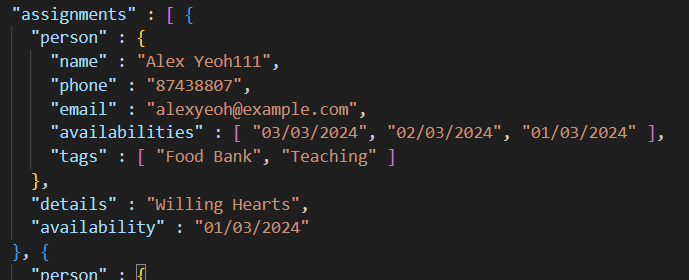 "assignments" : [ {
"person" : {
"name" : "Alex Yeoh111",
"phone" : "87438807",
"email" : "alexyeoh@example.com",
"availabilities" : [ "03/03/2024", "02/03/2024", "01/03/2024" ],
"tags" : [ "Food Bank", "Teaching" ]
},
"details" : "Willing Hearts",
"availability" : "01/03/2024"
}, {
"person" : {